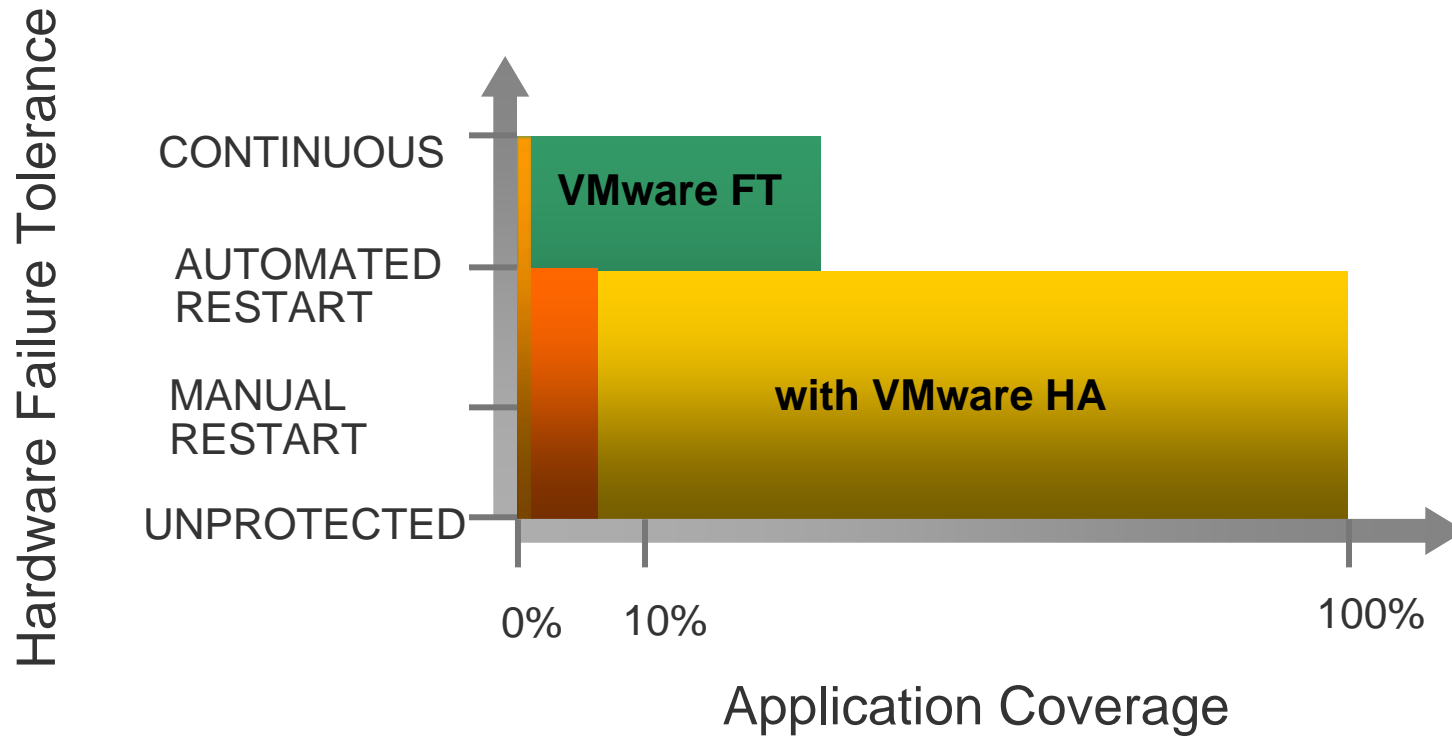 Hardware Failure Tolerance
CONTINUOUS
VMware FT
AUTOMATED
RESTART
MANUAL
RESTART
with VMware HA
UNPROTECTED
0%
10%
100%
Application Coverage